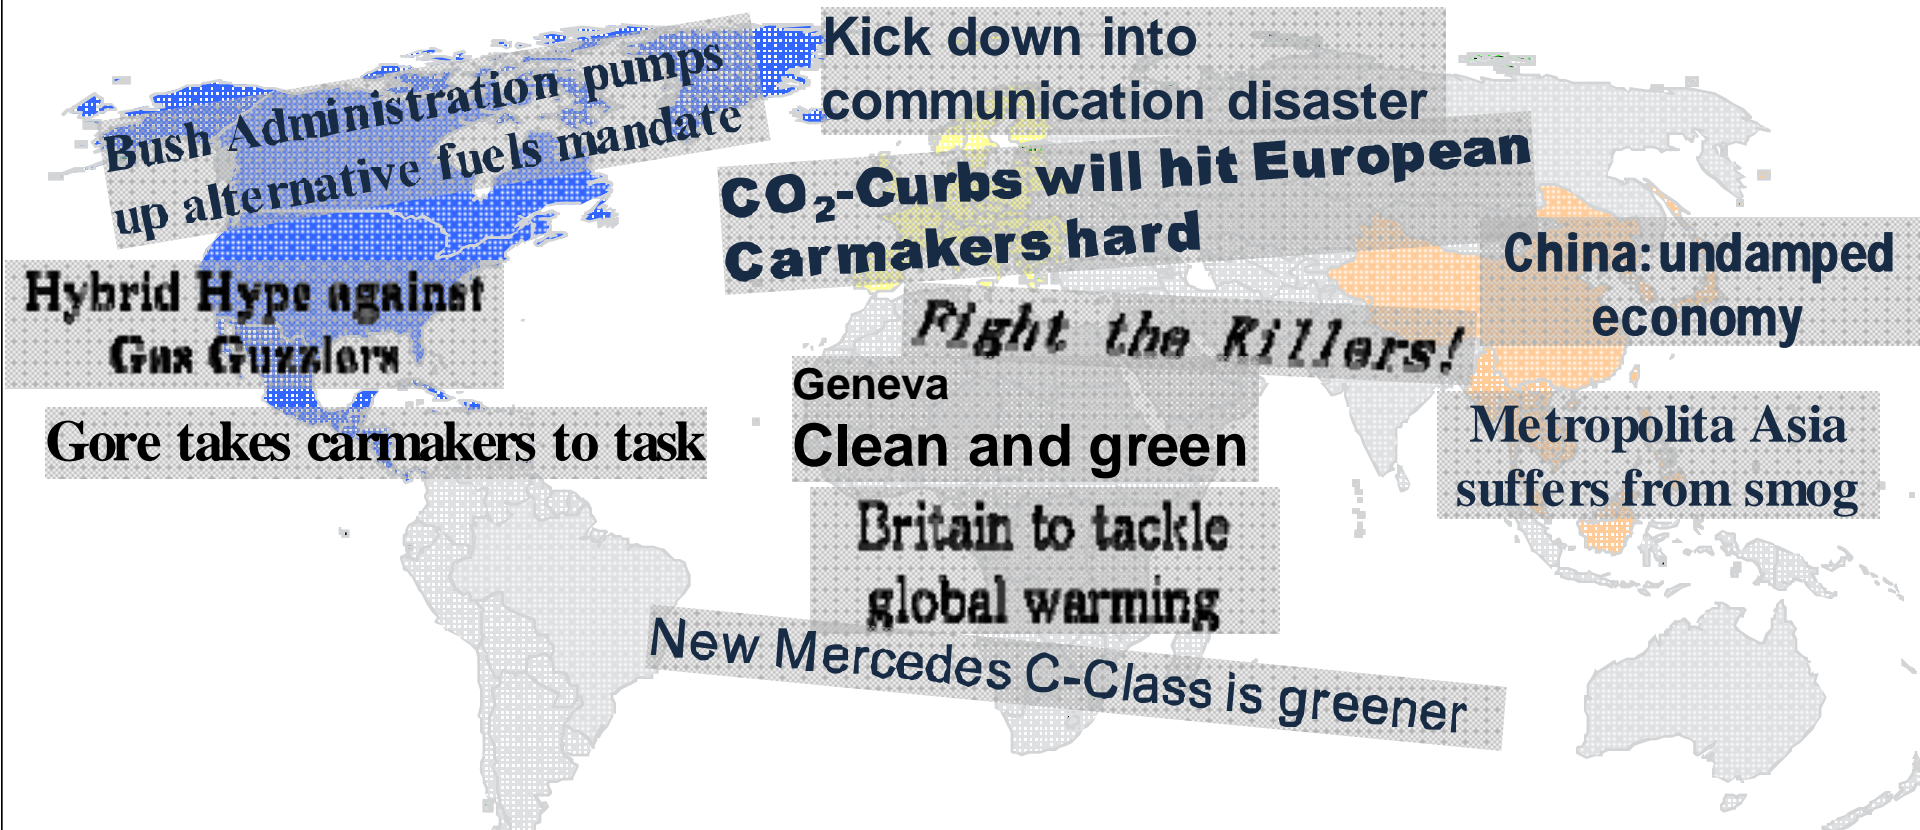 Bush Administration pumps
up alternative fuels mandate
Kick down into
communication disaster
CO₂-Curbs will hit European
Carmakers hard
China: undamped
economy
Hybrid Hype against
Gas Guzzlers
Fight the Killers!
Geneva
Clean and green
Gore takes carmakers to task
Metropolita Asia
suffers from smog
Britain to tackle
global warming
New Mercedes C-Class is greener